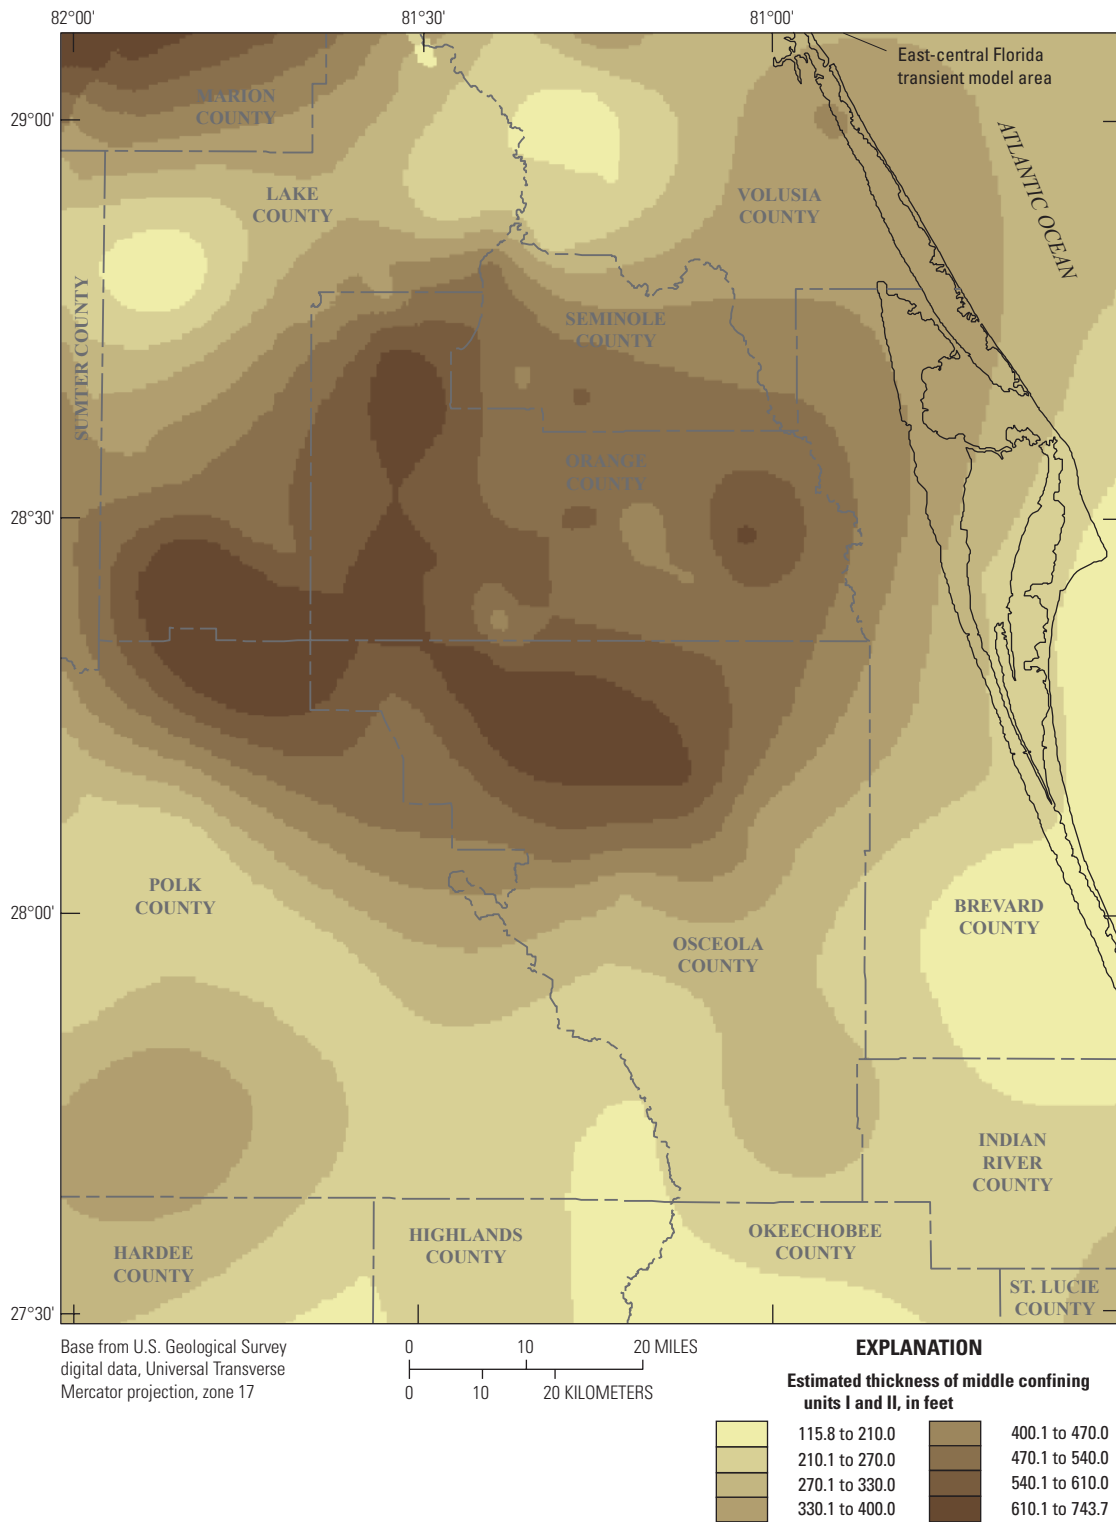 82°00'
81°30'
81°00'
East-central Florida
transient model area
MARION
COUNTY
29°00'
ATLANTIC OCEAN
LAKE
COUNTY
VOLUSIA
COUNTY
SEMINOLE
COUNTY
SUMTER COUNTY
ORANGE
COUNTY
28°30'
POLK
COUNTY
BREVARD
COUNTY
28°00'
OSCEOLA
COUNTY
INDIAN
RIVER
COUNTY
HARDEE
COUNTY
HIGHLANDS
COUNTY
OKEECHOBEE
COUNTY
ST. LUCIE
COUNTY
27°30'
Base from U.S. Geological Survey
digital data, Universal Transverse
Mercator projection, zone 17
0 10 20 MILES
0 10 20 KILOMETERS
EXPLANATION
Estimated thickness of middle confining
units I and II, in feet
115.8 to 210.0
210.1 to 270.0
270.1 to 330.0
330.1 to 400.0
400.1 to 470.0
470.1 to 540.0
540.1 to 610.0
610.1 to 743.7